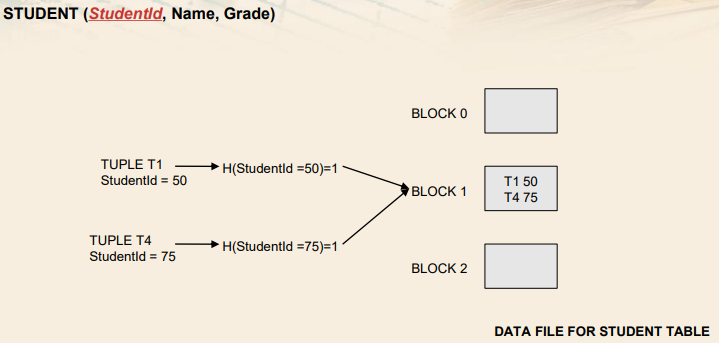 STUDENT (StudentId, Name, Grade)
BLOCK 0
TUPLE T1
StudentId = 50
H(StudentId =50)=1
BLOCK 1
T1 50
T4 75
TUPLE T4
StudentId = 75
H(StudentId =75)=1
BLOCK 2
DATA FILE FOR STUDENT TABLE